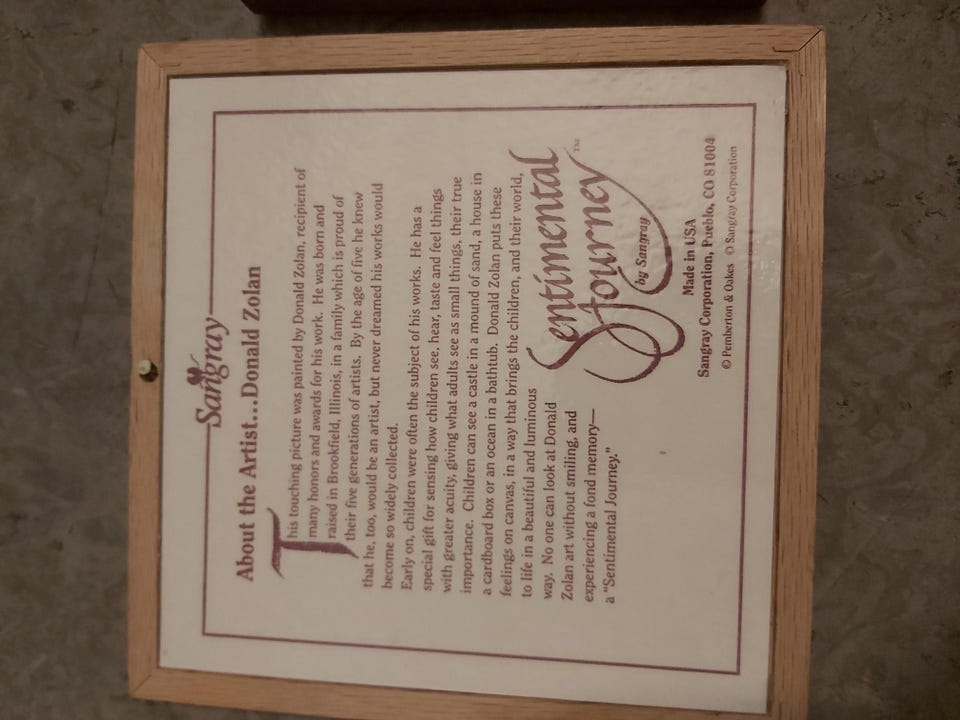 Sangray
About the Artist...Donald Zolan
This touching picture was painted by Donald Zolan, recipient of
many honors and awards for his work. He was born and
raised in Brookfield, Illinois, in a family which is proud of
their five generations of artists. By the age of five he knew
that he, too, would be an artist, but never dreamed his works would
become so widely collected.
Early on, children were often the subject of his works. He has a
special gift for sensing how children see, hear, taste and feel things
with greater acuity, giving what adults see as small things, their true
importance. Children can see a castle in a mound of sand, a house in
a cardboard box or an ocean in a bathtub. Donald Zolan puts these
feelings on canvas, in a way that brings the children, and their world,
to life in a beautiful and luminous
way. No one can look at Donald
Zolan art without smiling, and
experiencing a fond memory—
a "Sentimental Journey."
Sentimental
Journey™
by Sangray
Made in USA
Sangray Corporation, Pueblo, CO 81004
© Pemberton & Oakes © Sangray Corporation